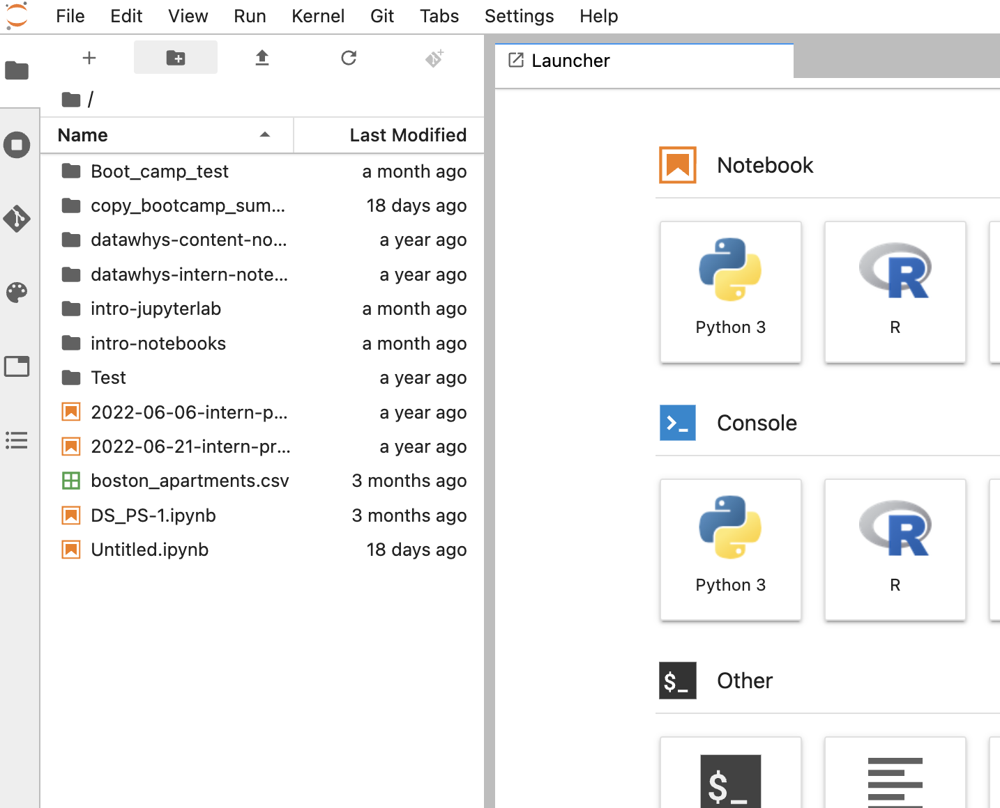 File Edit View Run Kernel Git Tabs Settings Help
Launcher
/
Name Last Modified
Boot_camp_test a month ago
copy_bootcamp_sum... 18 days ago
datawhys-content-no... a year ago
datawhys-intern-note... a year ago
intro-jupyterlab a month ago
intro-notebooks a month ago
Test a year ago
2022-06-06-intern-p... a year ago
2022-06-21-intern-pr... a year ago
boston_apartments.csv 3 months ago
DS_PS-1.ipynb 3 months ago
Untitled.ipynb 18 days ago
Notebook
Python 3
R
Console
Python 3
R
$_ Other
$_